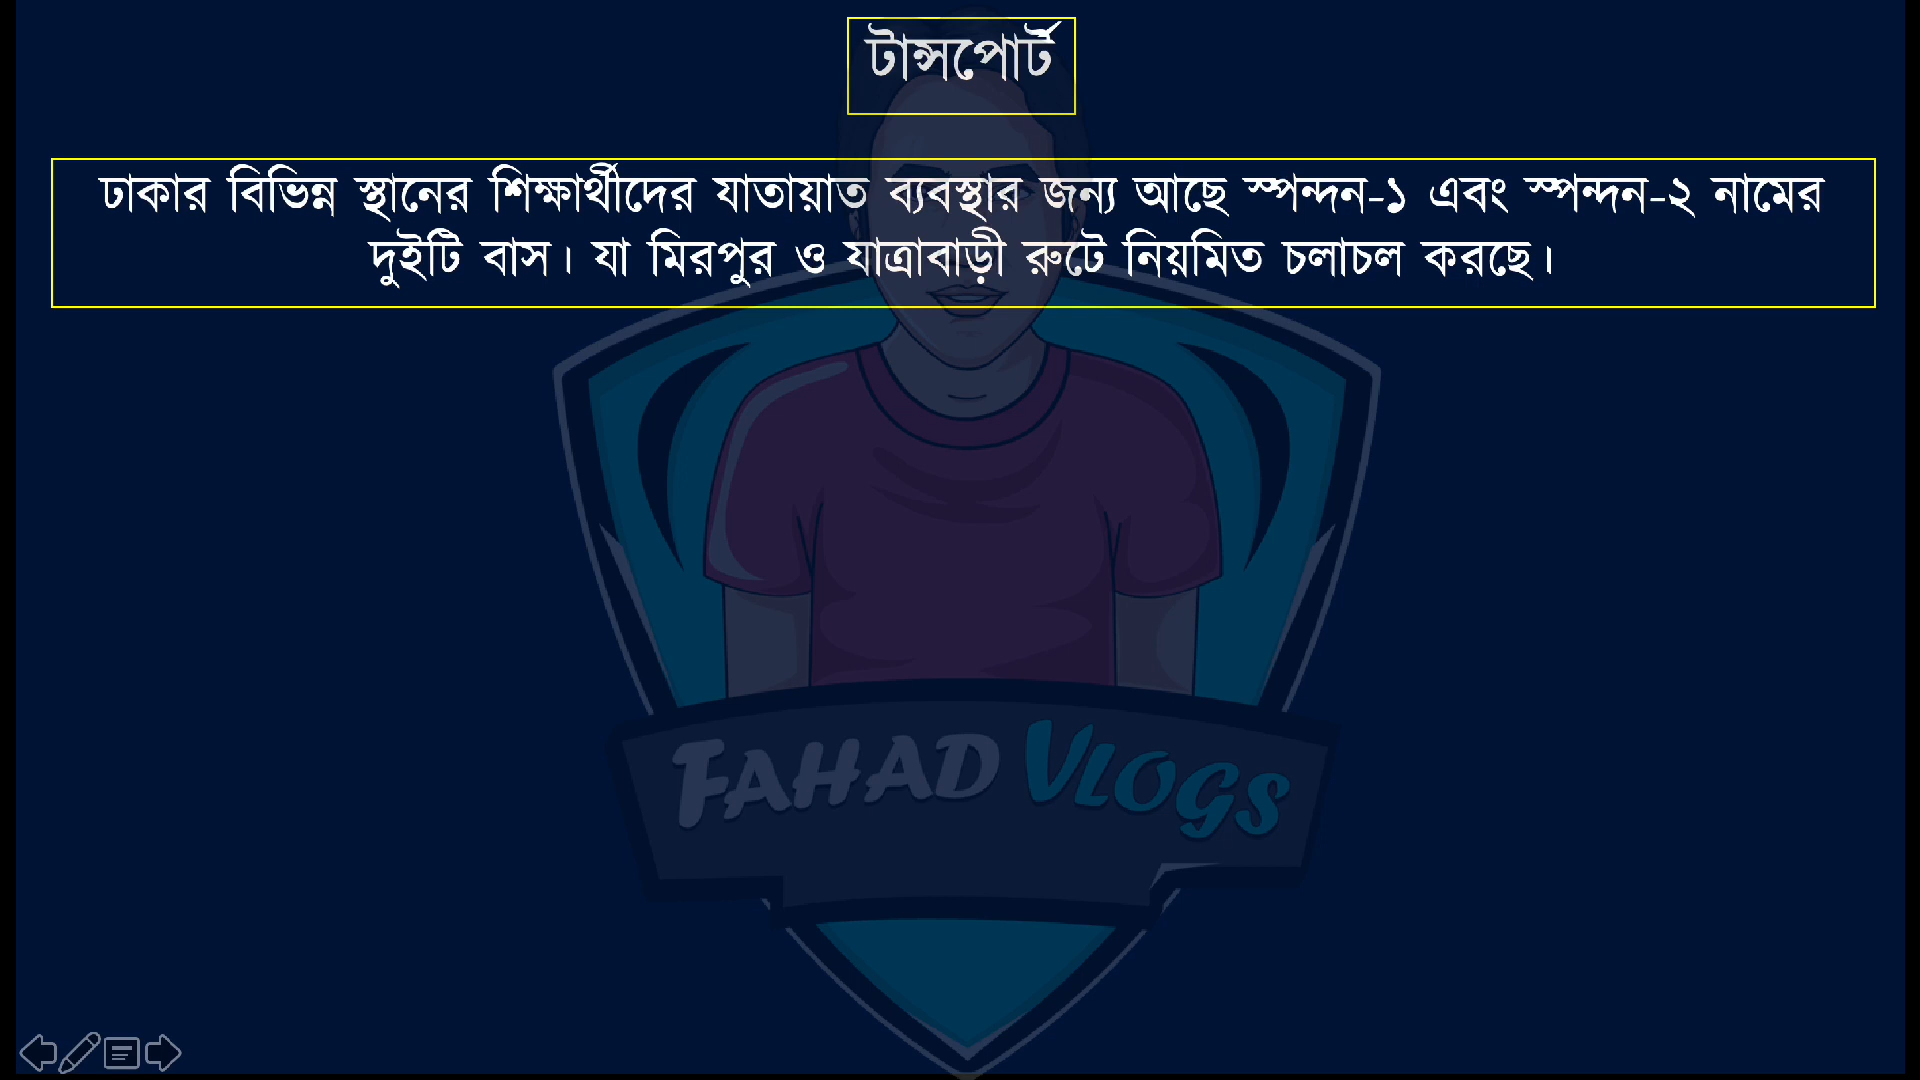 টান্সপোর্ট
ঢাকার বিভিন্ন স্থানের শিক্ষার্থীদের যাতায়াত ব্যবস্থার জন্য আছে স্পন্দন-১ এবং স্পন্দন-২ নামের
দুইটি বাস। যা মিরপুর ও যাত্রাবাড়ী রুটে নিয়মিত চলাচল করছে।
FAHAD VLOGS